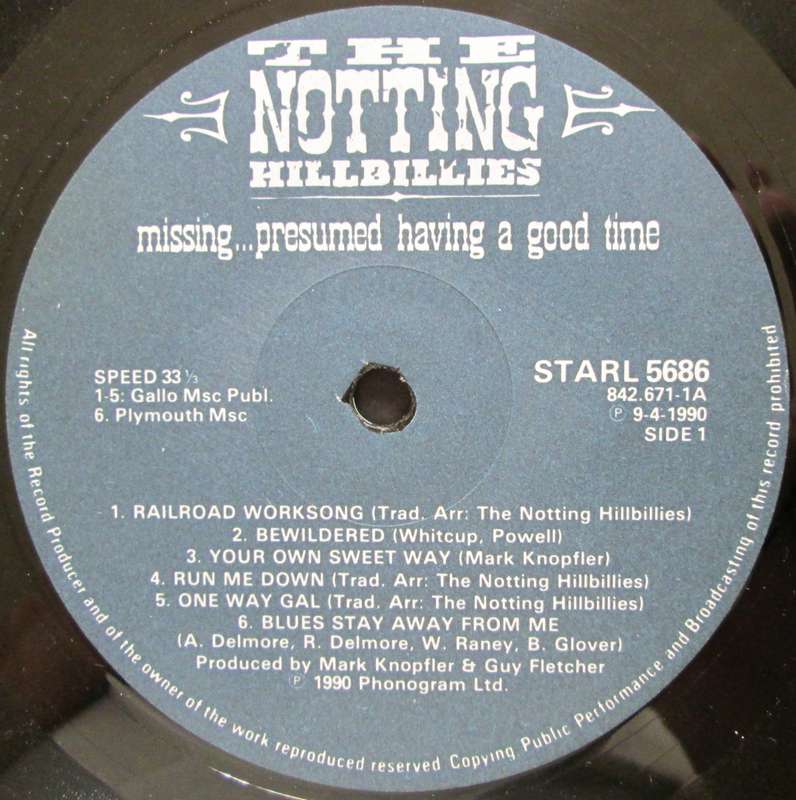 THE
NOTTING
HILLBILLIES
missing...presumed having a good time
SPEED 33 ⅓
1-5: Gallo Msc Publ.
6. Plymouth Msc
STARL 5686
842.671-1A
℗ 9-4-1990
SIDE 1
1. RAILROAD WORKSONG (Trad. Arr: The Notting Hillbillies)
2. BEWILDERED (Whitcup, Powell)
3. YOUR OWN SWEET WAY (Mark Knopfler)
4. RUN ME DOWN (Trad. Arr: The Notting Hillbillies)
5. ONE WAY GAL (Trad. Arr: The Notting Hillbillies)
6. BLUES STAY AWAY FROM ME
(A. Delmore, R. Delmore, W. Raney, B. Glover)
Produced by Mark Knopfler & Guy Fletcher
℗ 1990 Phonogram Ltd.
All rights of the Record Producer and of the owner of the work reproduced reserved Copying Public Performance and Broadcasting of this record prohibited